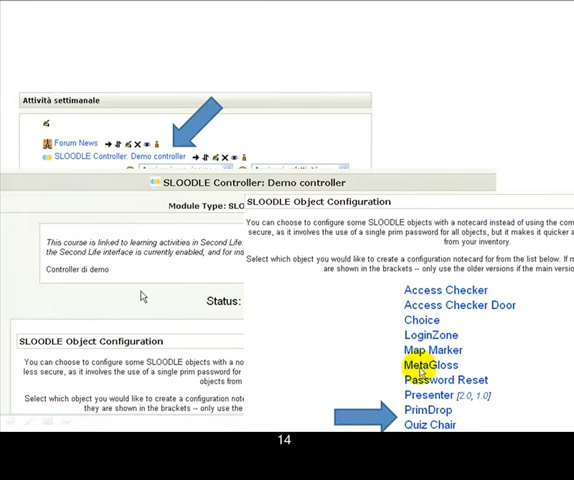 Attività settimanale
Forum News
SLOODLE Controller: Demo controller
SLOODLE Controller: Demo controller
Module Type: SLO
This course is linked to learning activities in Second Life.
the Second Life interface is currently enabled, and for ins
Controller di demo
Status:
SLOODLE Object Configuration
You can choose to configure some SLOODLE objects with a no
less secure, as it involves the use of a single prim password for
objects from
Select which object you would like to create a configuration note
they are shown in the brackets -- only use the
SLOODLE Object Configuration
You can choose to configure some SLOODLE objects with a notecard instead of using the com
secure, as it involves the use of a single prim password for all objects, but it makes it quicker a
from your inventory.
Select which object you would like to create a configuration notecard for from the list below. If m
are shown in the brackets -- only use the older versions if the main versio
Access Checker
Access Checker Door
Choice
LoginZone
Map Marker
MetaGloss
Password Reset
Presenter [2.0, 1.0]
PrimDrop
Quiz Chair
14